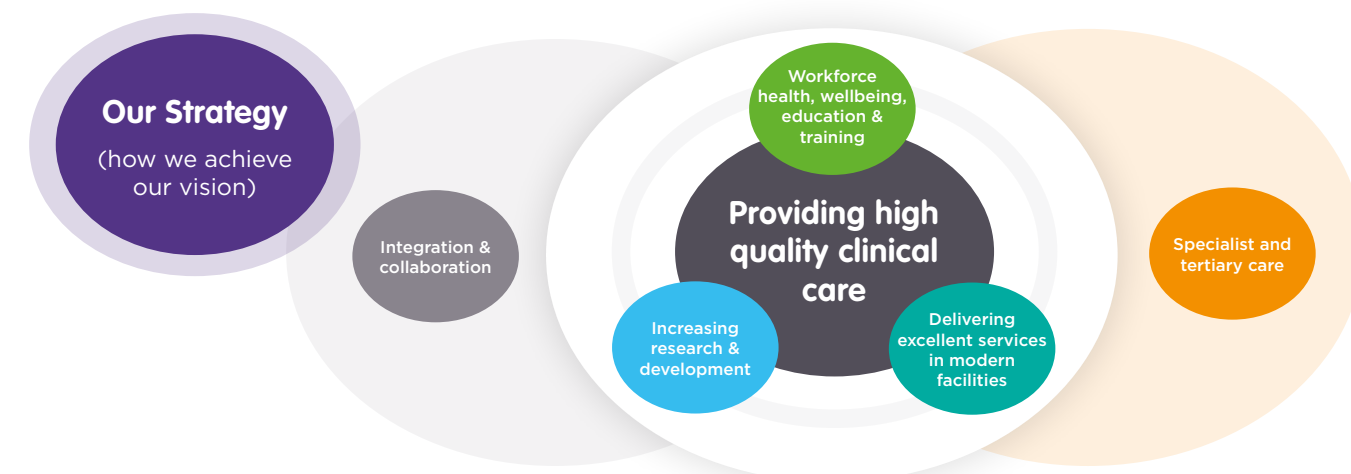 Our Strategy
(how we achieve
our vision)
Integration &
collaboration
Workforce
health, wellbeing,
education &
training
Providing high
quality clinical
care
Increasing
research &
development
Delivering
excellent services
in modern
facilities
Specialist and
tertiary care